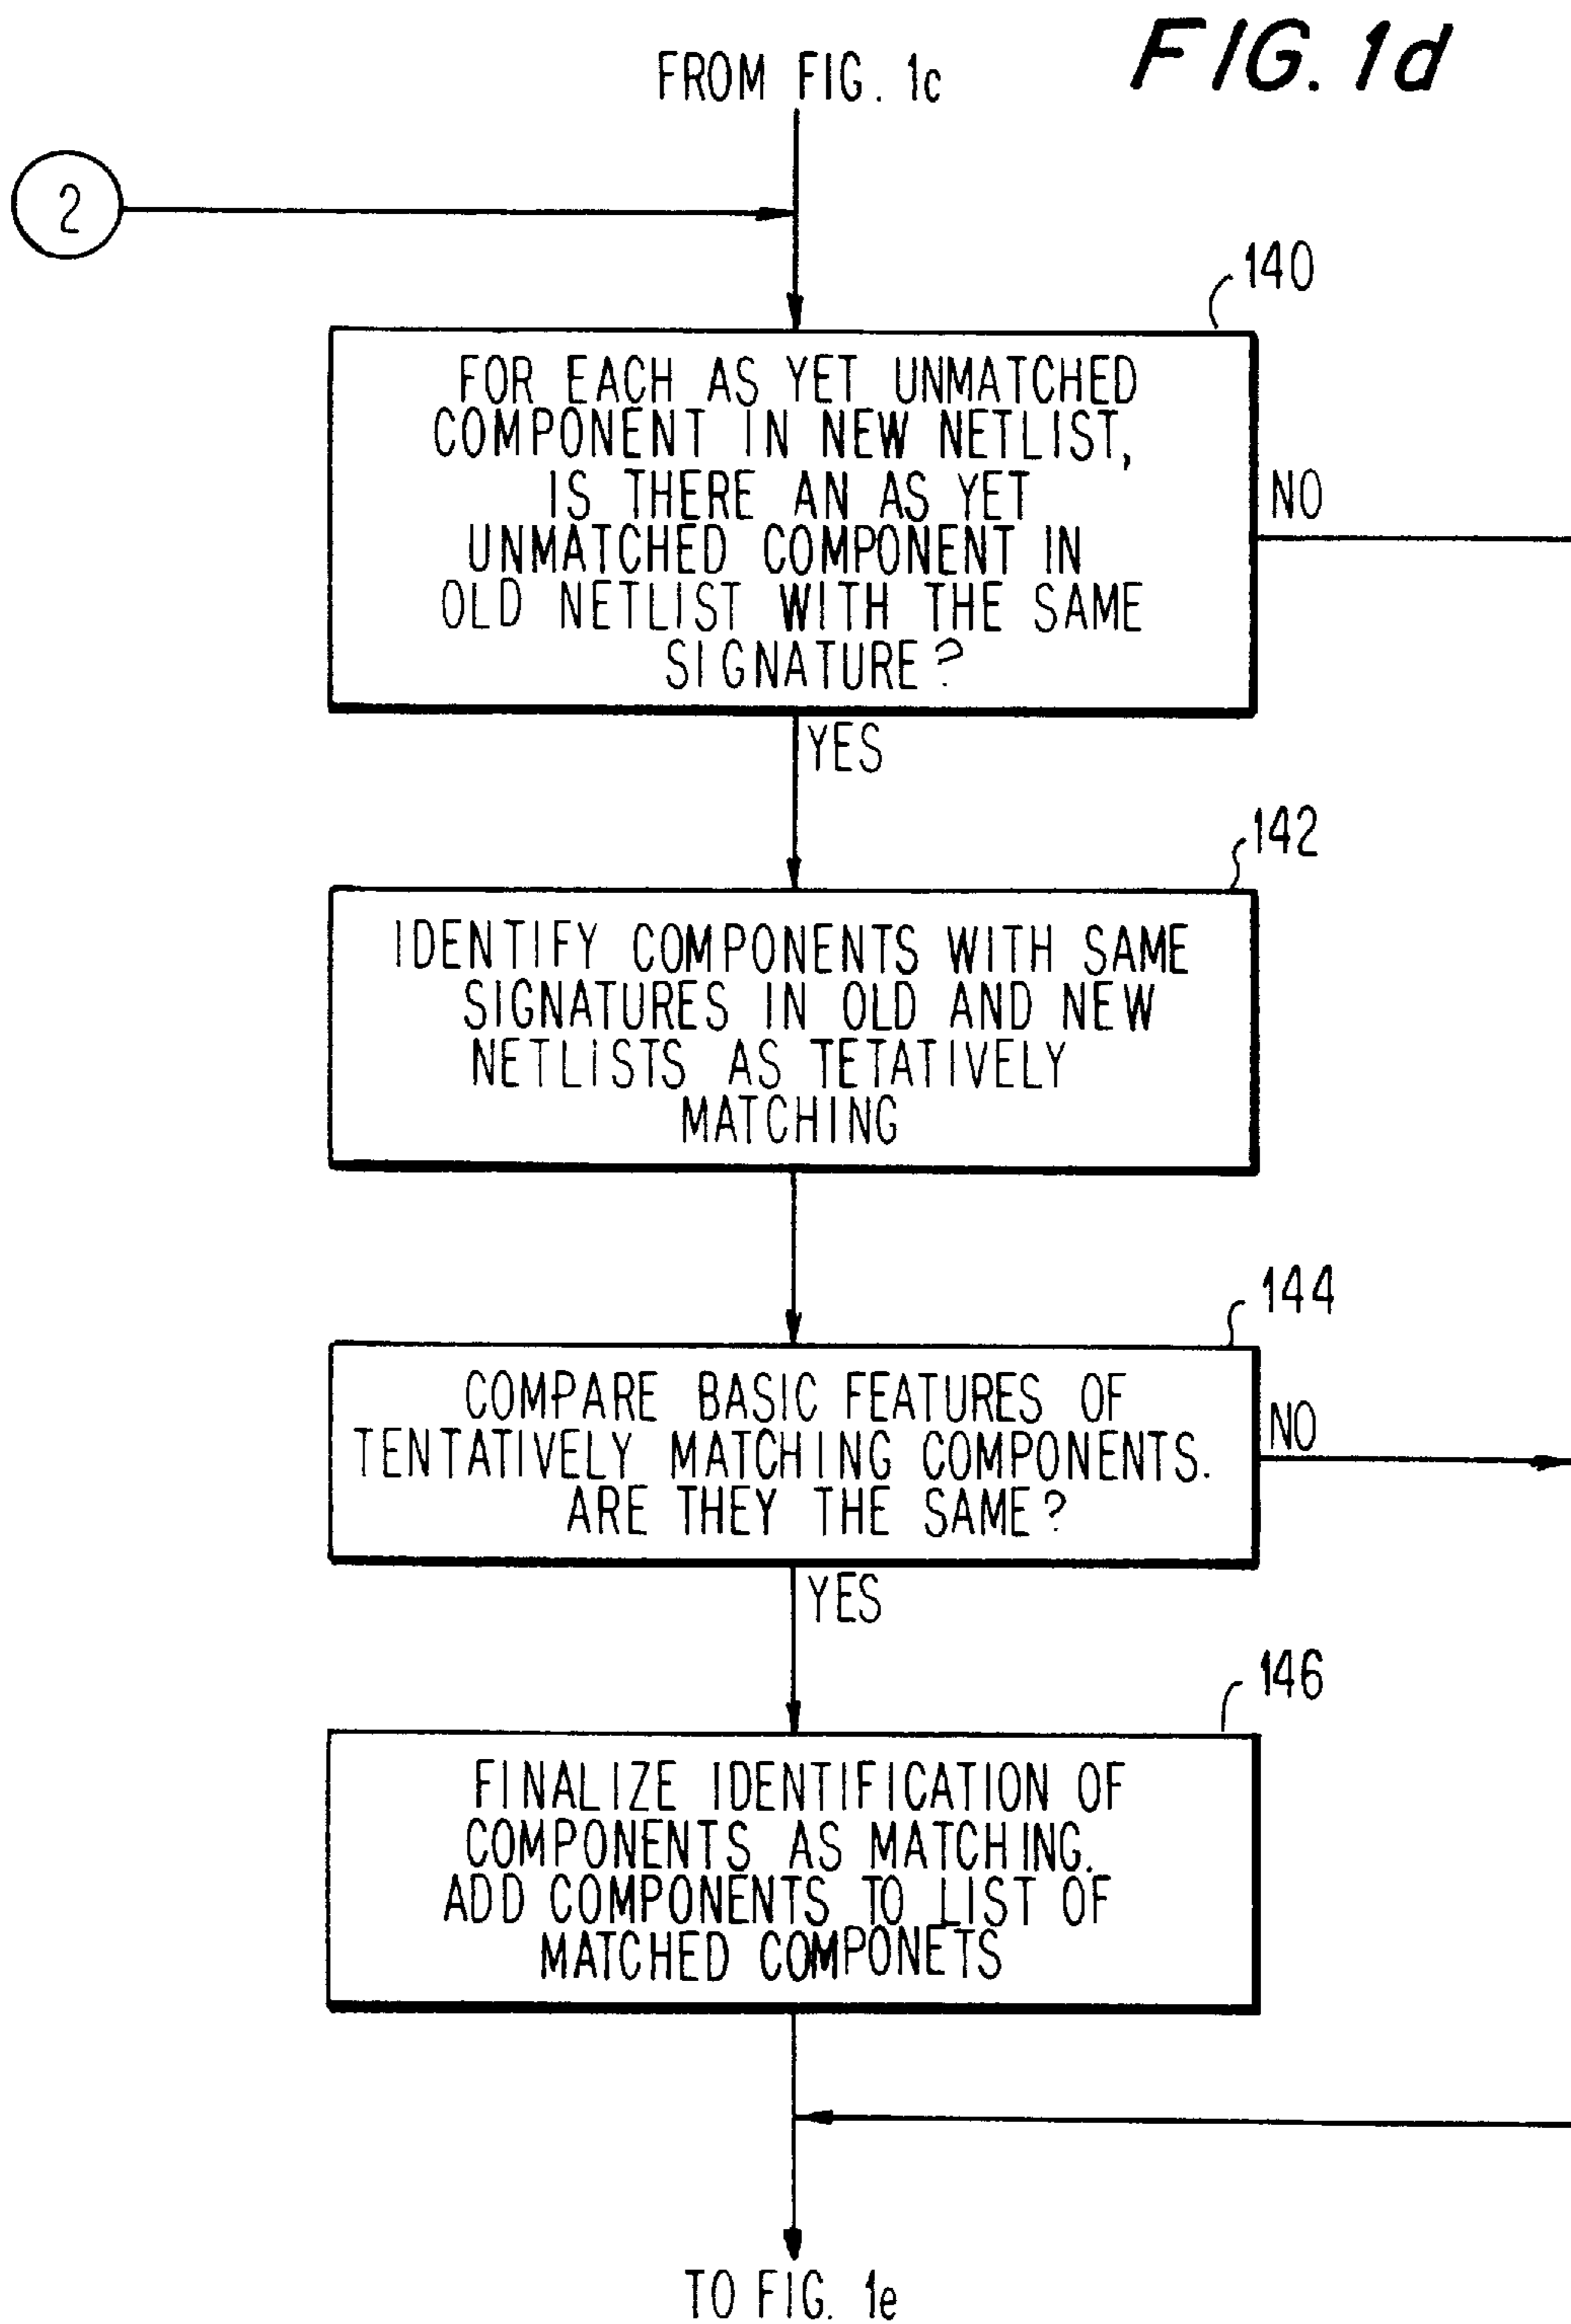 FIG. 1d
FROM FIG. 1c
2
140
FOR EACH AS YET UNMATCHED
COMPONENT IN NEW NETLIST,
IS THERE AN AS YET
UNMATCHED COMPONENT IN
OLD NETLIST WITH THE SAME
SIGNATURE?
NO
YES
142
IDENTIFY COMPONENTS WITH SAME
SIGNATURES IN OLD AND NEW
NETLISTS AS TETATIVELY
MATCHING
144
COMPARE BASIC FEATURES OF
TENTATIVELY MATCHING COMPONENTS.
ARE THEY THE SAME?
NO
YES
146
FINALIZE IDENTIFICATION OF
COMPONENTS AS MATCHING.
ADD COMPONENTS TO LIST OF
MATCHED COMPONETS
TO FIG. 1e